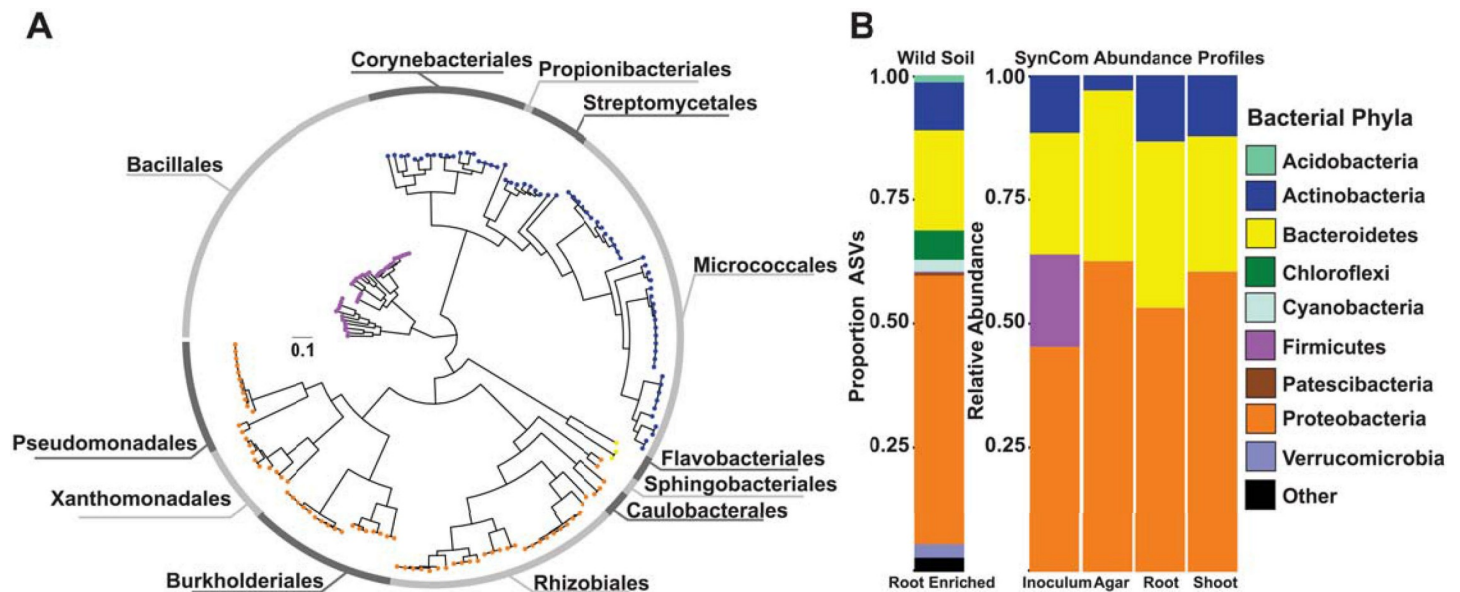 A
Corynebacteriales
Propionibacteriales
Streptomycetales
Bacillales
Micrococcales
0.1
Pseudomonadales
Xanthomonadales
Burkholderiales
Rhizobiales
Flavobacteriales
Sphingobacteriales
Caulobacterales
B
Wild Soil
SynCom Abundance Profiles
1.00
0.75
0.50
0.25
Proportion ASVs
Root Enriched
1.00
0.75
0.50
0.25
Relative Abundance
Inoculum Agar Root Shoot
Bacterial Phyla
Acidobacteria
Actinobacteria
Bacteroidetes
Chloroflexi
Cyanobacteria
Firmicutes
Patescibacteria
Proteobacteria
Verrucomicrobia
Other